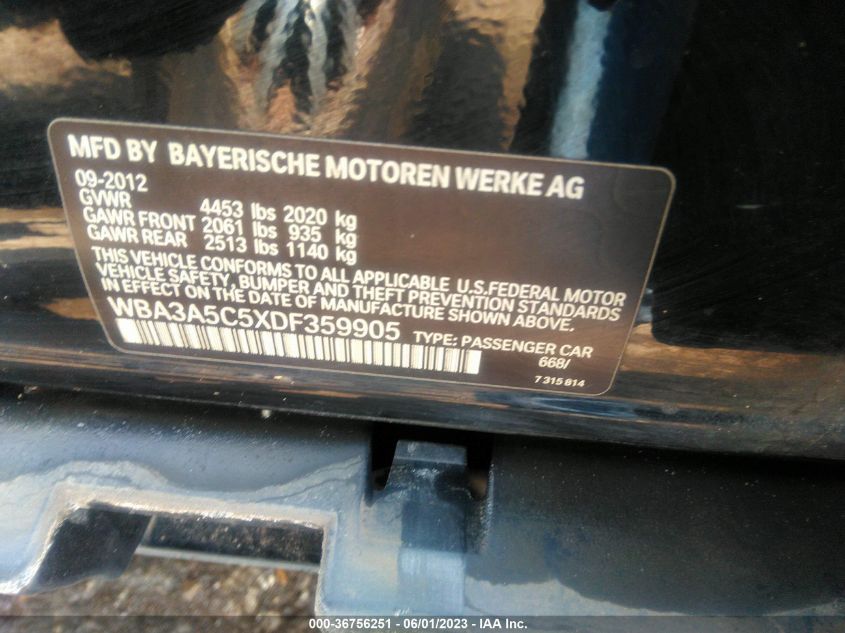 MFD BY BAYERISCHE MOTOREN WERKE AG
09-2012
GVWR 4453 lbs 2020 kg
GAWR FRONT 2061 lbs 935 kg
GAWR REAR 2513 lbs 1140 kg
THIS VEHICLE CONFORMS TO ALL APPLICABLE U.S.FEDERAL MOTOR
VEHICLE SAFETY, BUMPER AND THEFT PREVENTION STANDARDS
IN EFFECT ON THE DATE OF MANUFACTURE SHOWN ABOVE.
WBA3A5C5XDF359905 TYPE: PASSENGER CAR
668/
7 315 814
000-36756251 - 06/01/2023 - IAA Inc.